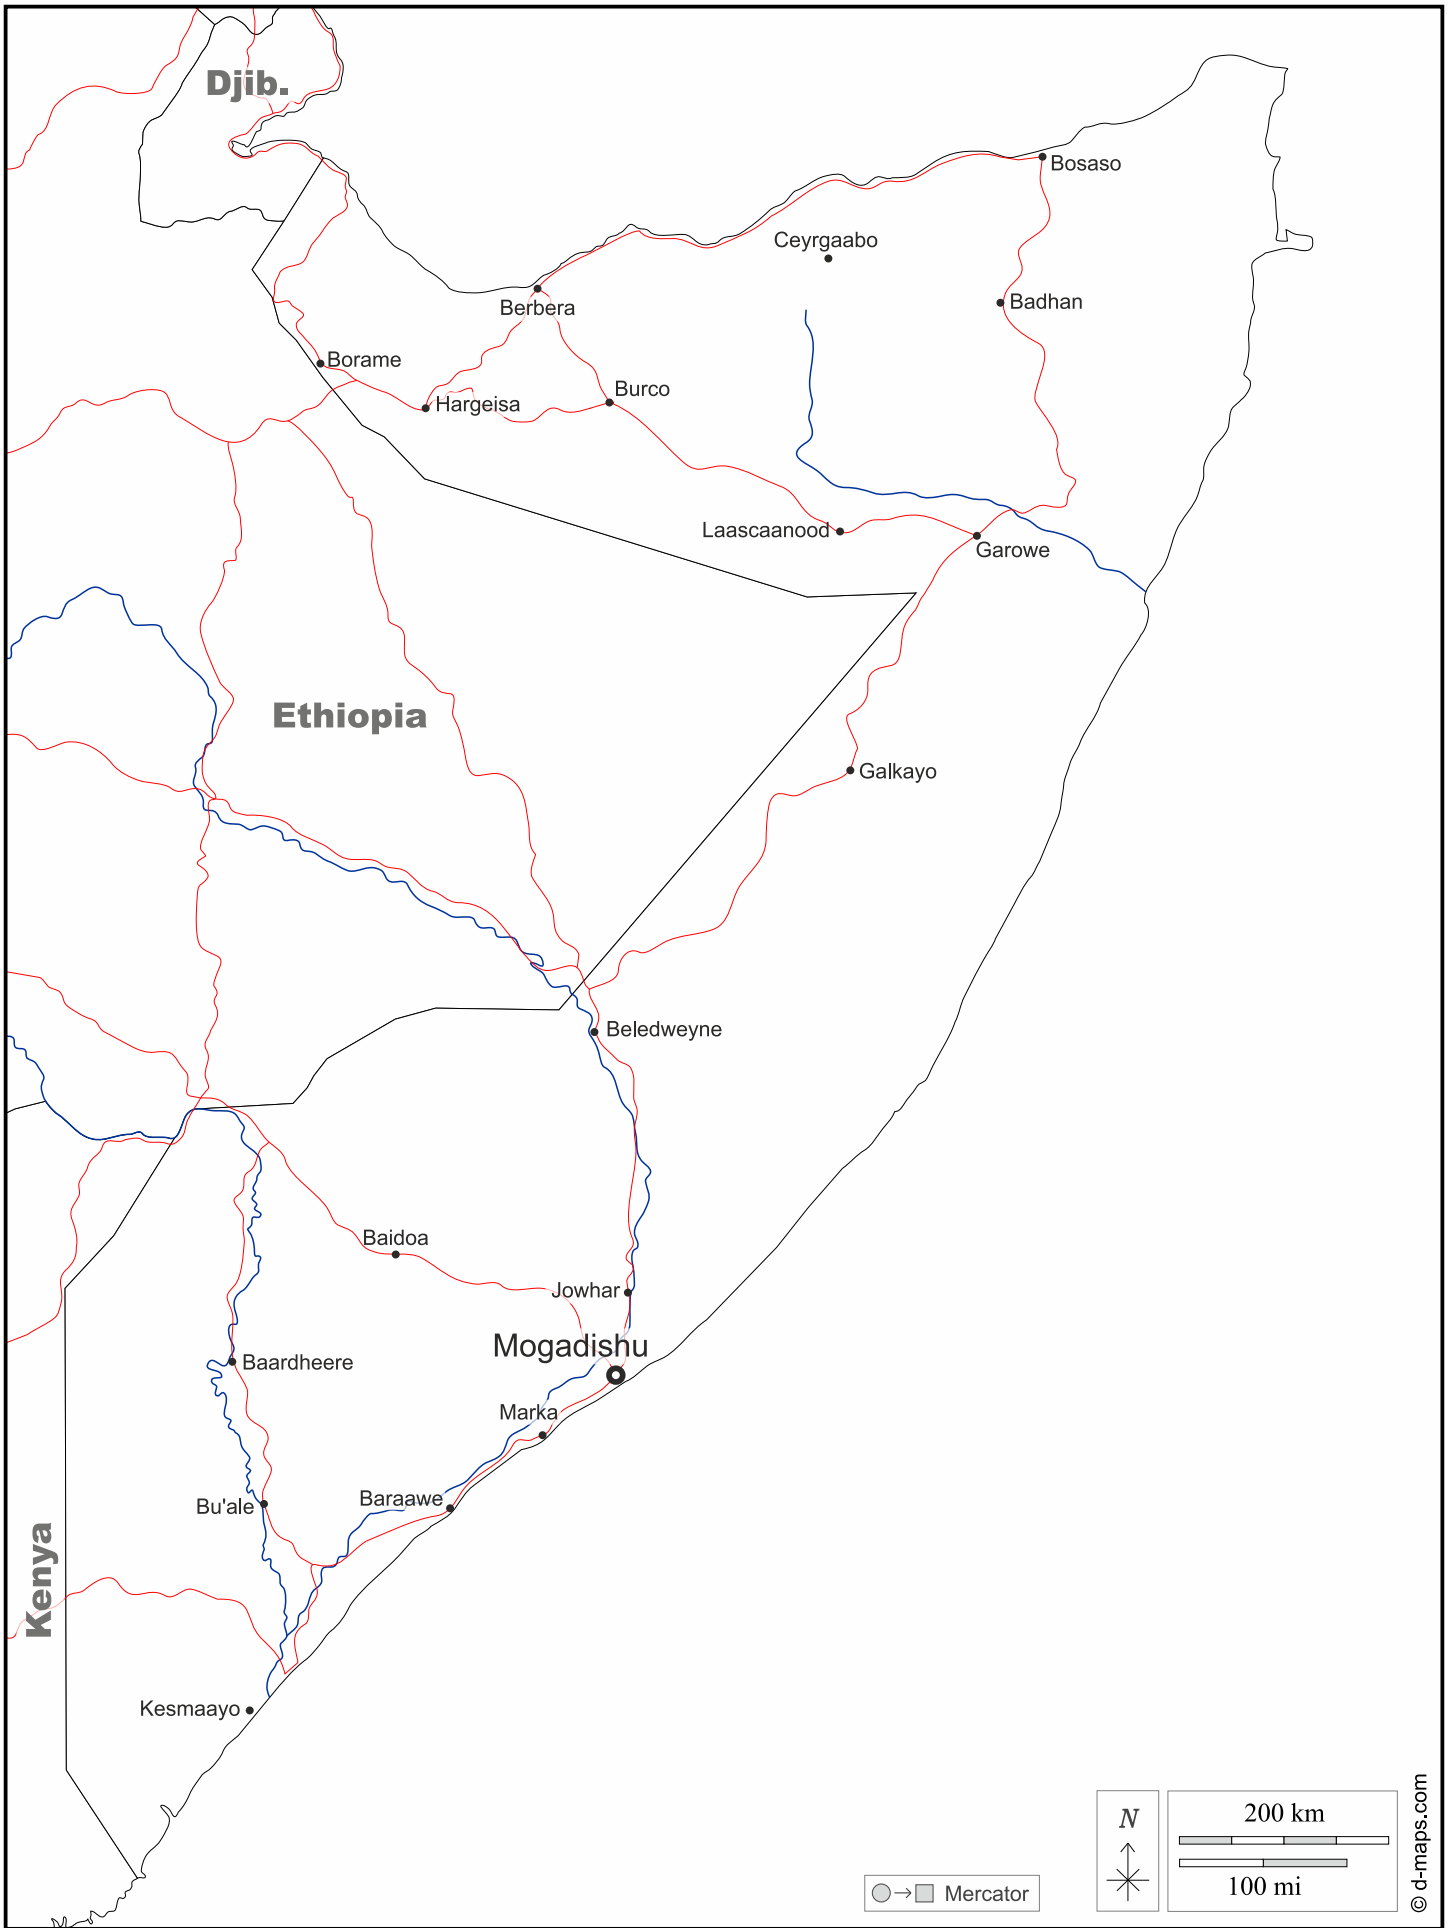 Djib.
Bosaso
Ceyrgaabo
Badhan
Berbera
Borame
Burco
Hargeisa
Laascaanood
Garowe
Ethiopia
Galkayo
Beledweyne
Baidoa
Jowhar
Mogadishu
Baardheere
Marka
Baraawe
Bu'ale
Kenya
Kesmaayo
N
200 km
100 mi
Mercator
© d-maps.com